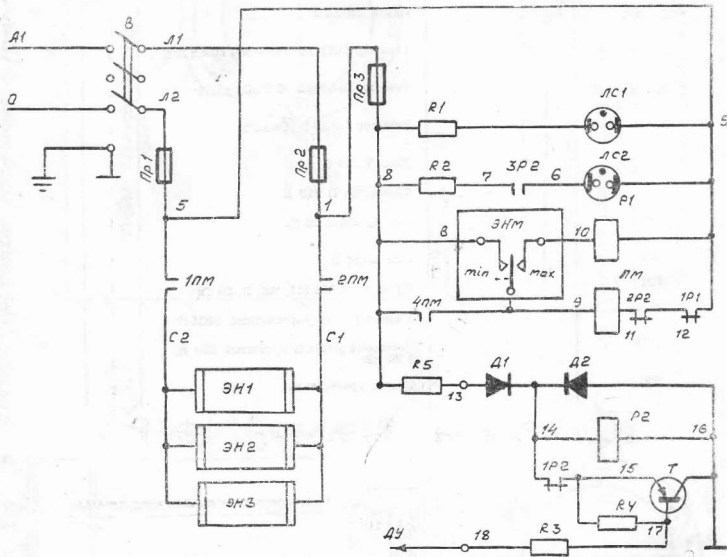 А1
В
Л1
Л2
0
Пр1
Пр2
Пр3
5
1
R1
ЛС1
5
8
R2
7
3Р2
6
ЛС2
Р1
8
ЭНМ
10
min
max
ПМ
4ПМ
9
2Р2
1Р1
11
12
1ПМ
2ПМ
С2
С1
ЭН1
ЭН2
ЭН3
R5
13
Д1
Д2
14
Р2
16
1Р2
15
Т
R4
17
ДУ
18
R3